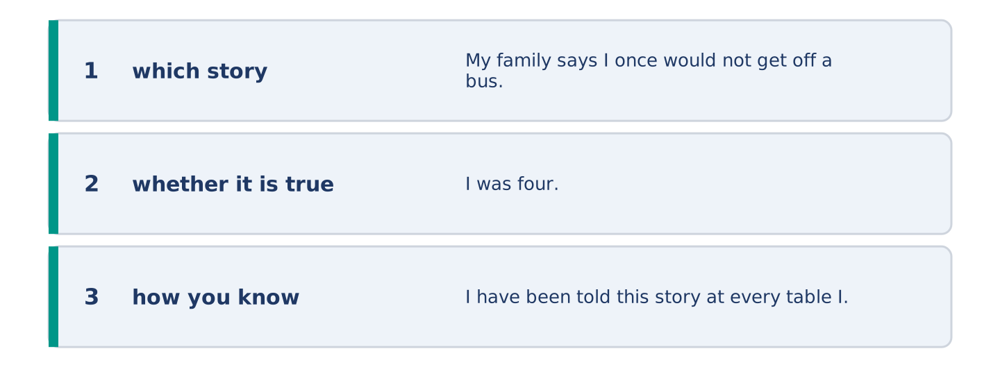 1 which story My family says I once would not get off a
bus.
2 whether it is true I was four.
3 how you know I have been told this story at every table I.